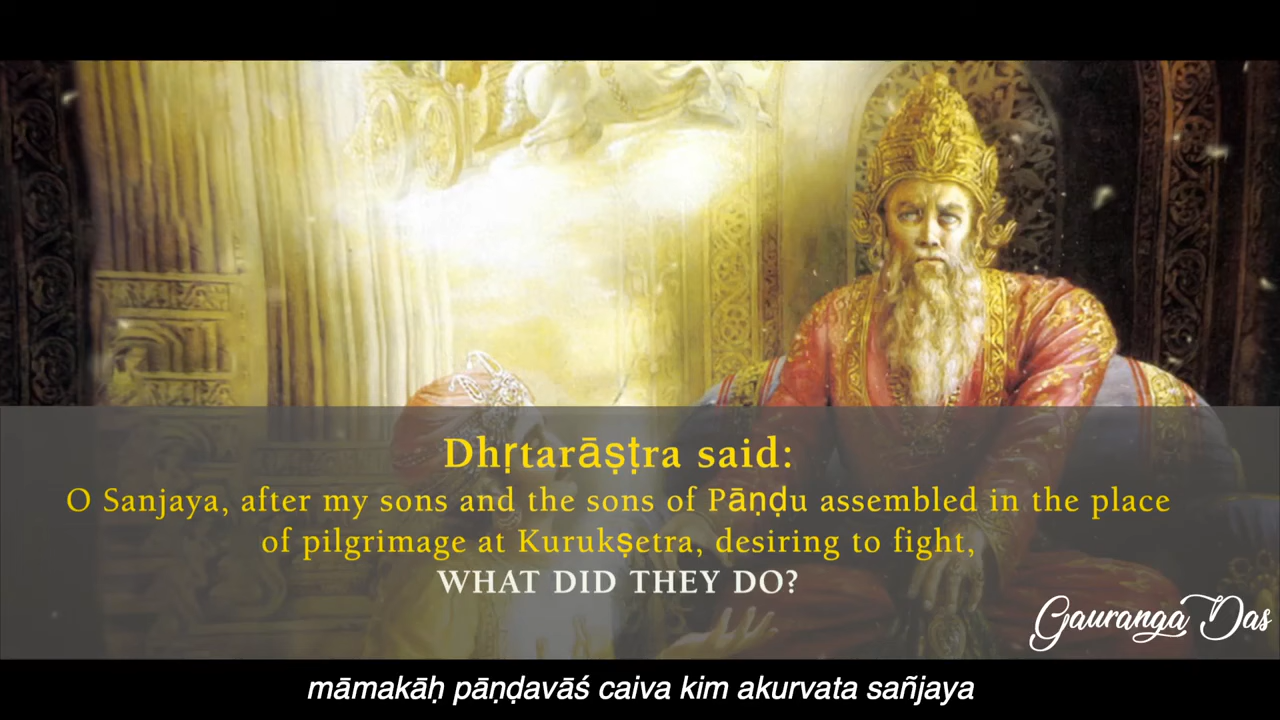 Dhṛtarāṣṭra said:
O Sanjaya, after my sons and the sons of Pāṇḍu assembled in the place
of pilgrimage at Kurukṣetra, desiring to fight,
WHAT DID THEY DO?
Gauranga Das
māmakāḥ pāṇḍavāś caiva kim akurvata sañjaya